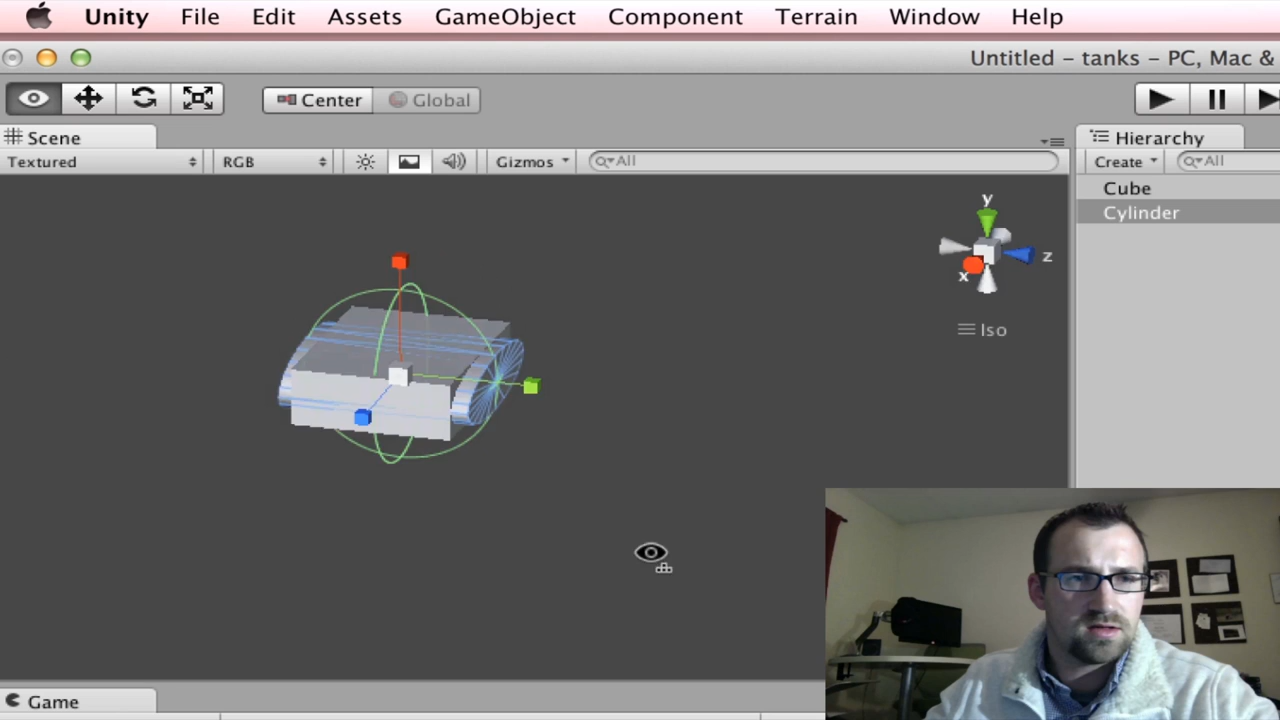 Unity File Edit Assets GameObject Component Terrain Window Help
Untitled – tanks – PC, Mac &
Center Global
Scene
Hierarchy
Textured RGB Gizmos All
Create All
Cube
Cylinder
y
z
x
Iso
Game